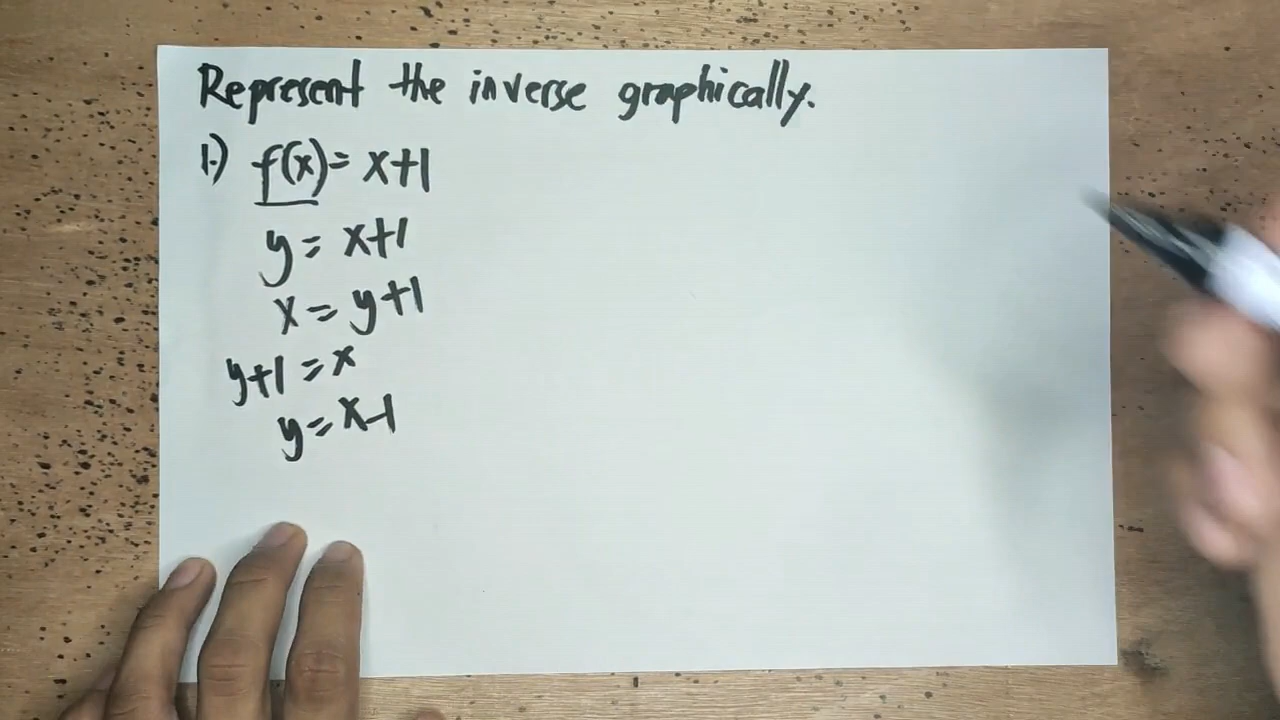 Represent the inverse graphically.
1.) f(x) = x+1
y = x+1
x = y+1
y+1 = x
y = x-1